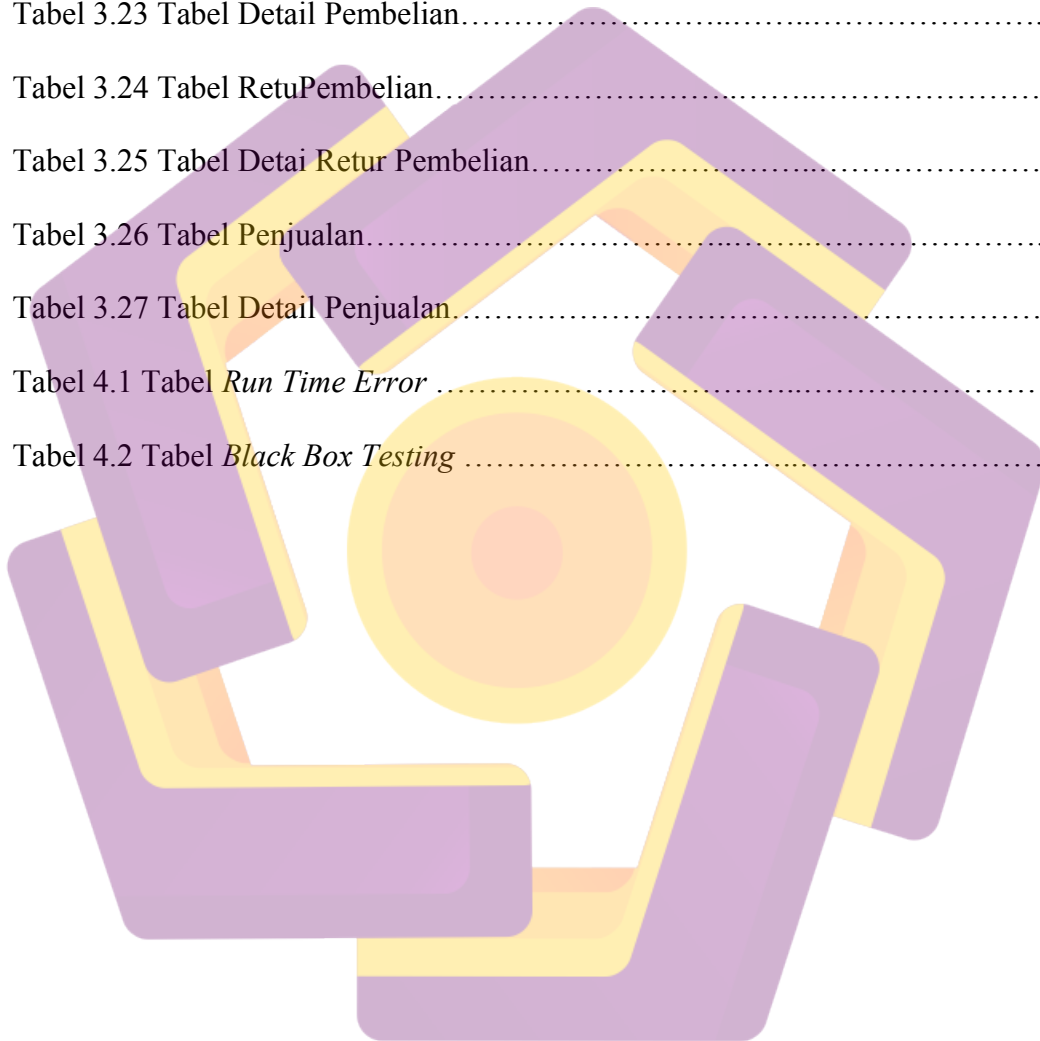 Tabel 3.23 Tabel Detail Pembelian……………………………………………………
Tabel 3.24 Tabel RetuPembelian………………………………………………………
Tabel 3.25 Tabel Detai Retur Pembelian………………………………………………
Tabel 3.26 Tabel Penjualan……………………………………………………………
Tabel 3.27 Tabel Detail Penjualan……………………………………………………
Tabel 4.1 Tabel Run Time Error ………………………………………………………
Tabel 4.2 Tabel Black Box Testing ……………………………………………………